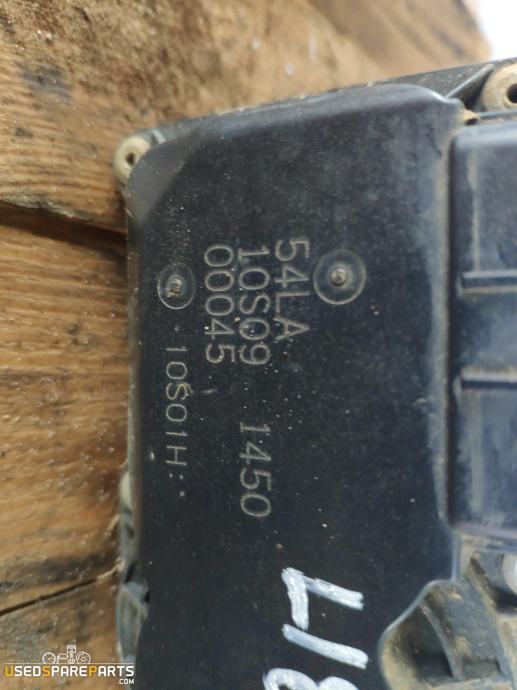 54LA
10S09 1450
00045
10S01H
USEDSPAREPARTS
.COM